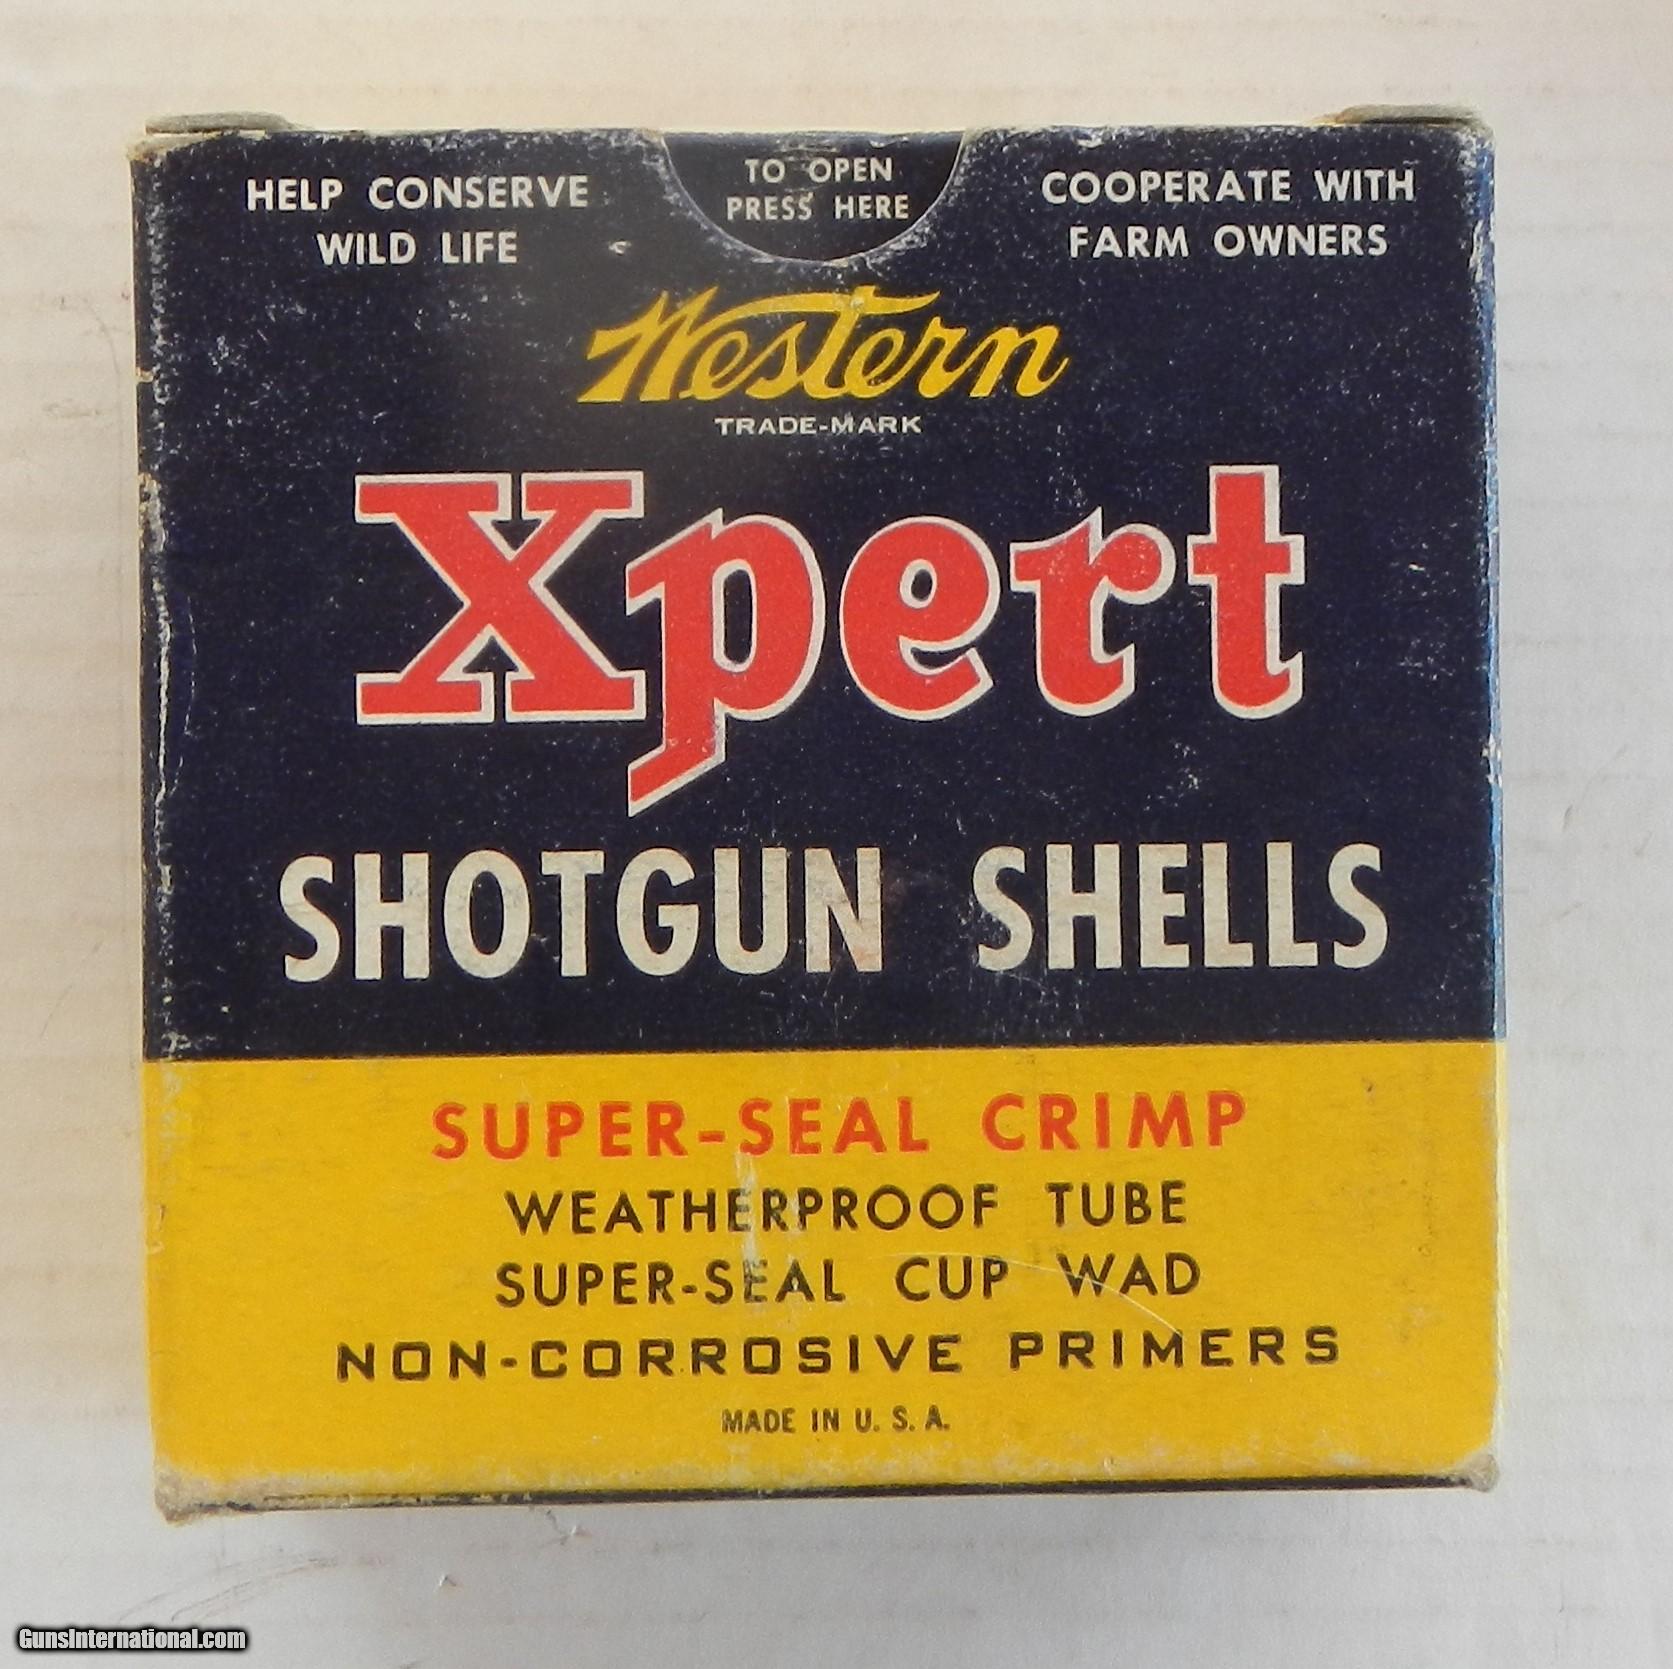 HELP CONSERVE
WILD LIFE
TO OPEN
PRESS HERE
COOPERATE WITH
FARM OWNERS
Western
TRADE-MARK
Xpert
SHOTGUN SHELLS
SUPER-SEAL CRIMP
WEATHERPROOF TUBE
SUPER-SEAL CUP WAD
NON-CORROSIVE PRIMERS
MADE IN U. S. A.
GunsInternational.com